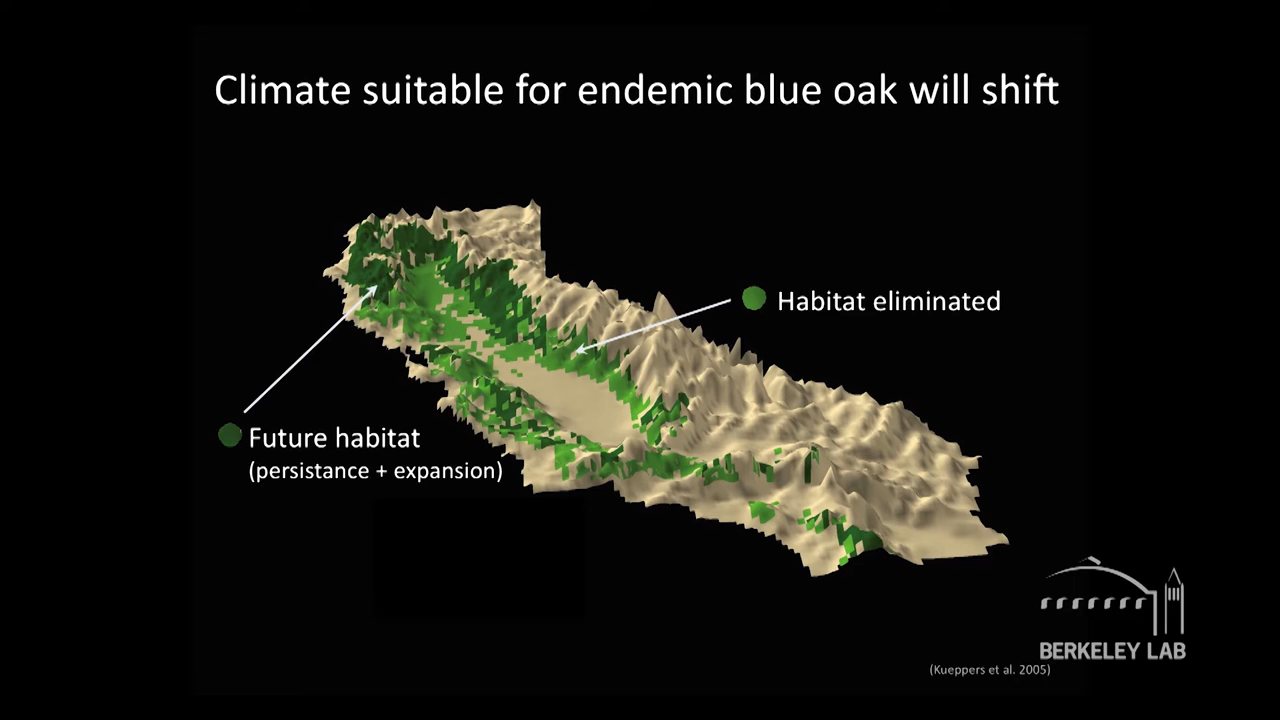 Climate suitable for endemic blue oak will shift
Habitat eliminated
Future habitat
(persistance + expansion)
BERKELEY LAB
(Kueppers et al. 2005)